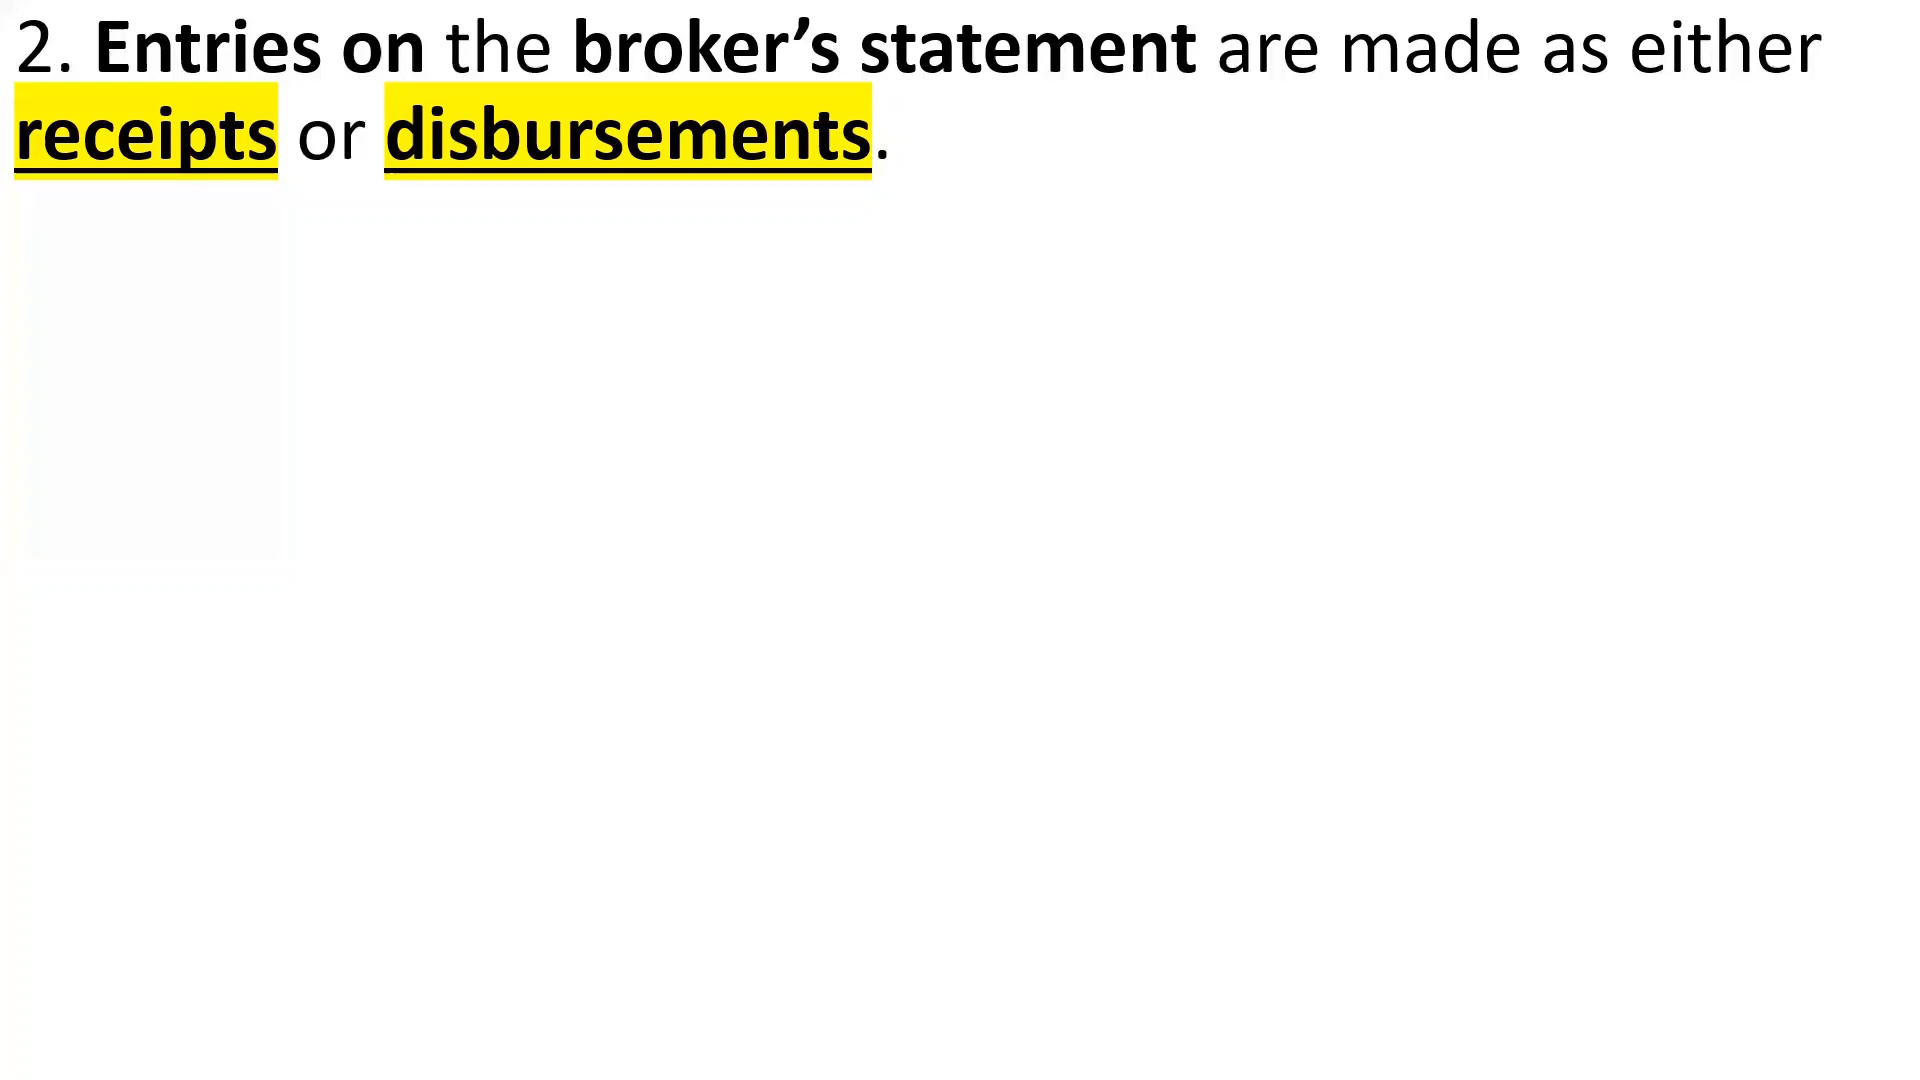 2. Entries on the broker’s statement are made as either
receipts or disbursements.